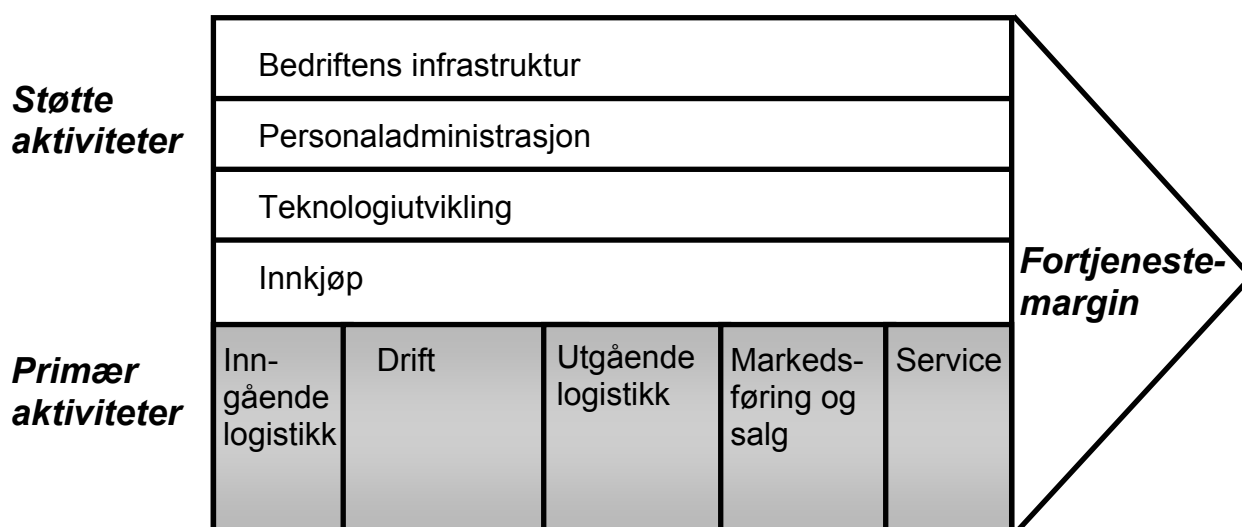 Støtte
aktiviteter
Bedriftens infrastruktur
Personaladministrasjon
Teknologiutvikling
Innkjøp
Fortjeneste-
margin
Primær
aktiviteter
Inn-
gående
logistikk
Drift
Utgående
logistikk
Markeds-
føring og
salg
Service